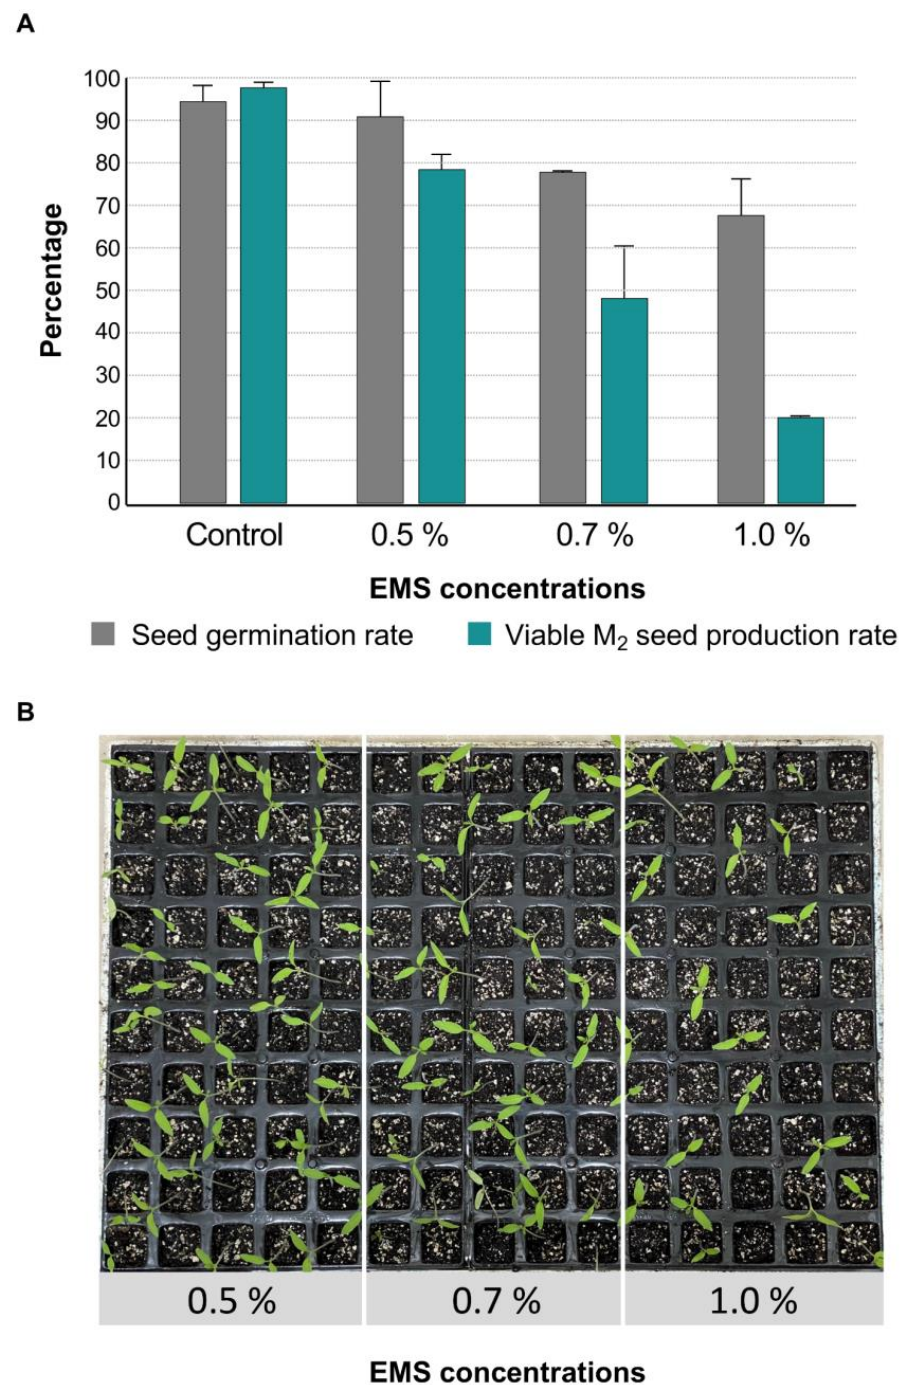 A
100
90
80
70
60
50
40
30
20
10
0
Percentage
Control 0.5 % 0.7 % 1.0 %
EMS concentrations
Seed germination rate Viable M₂ seed production rate
B
0.5 % 0.7 % 1.0 %
EMS concentrations